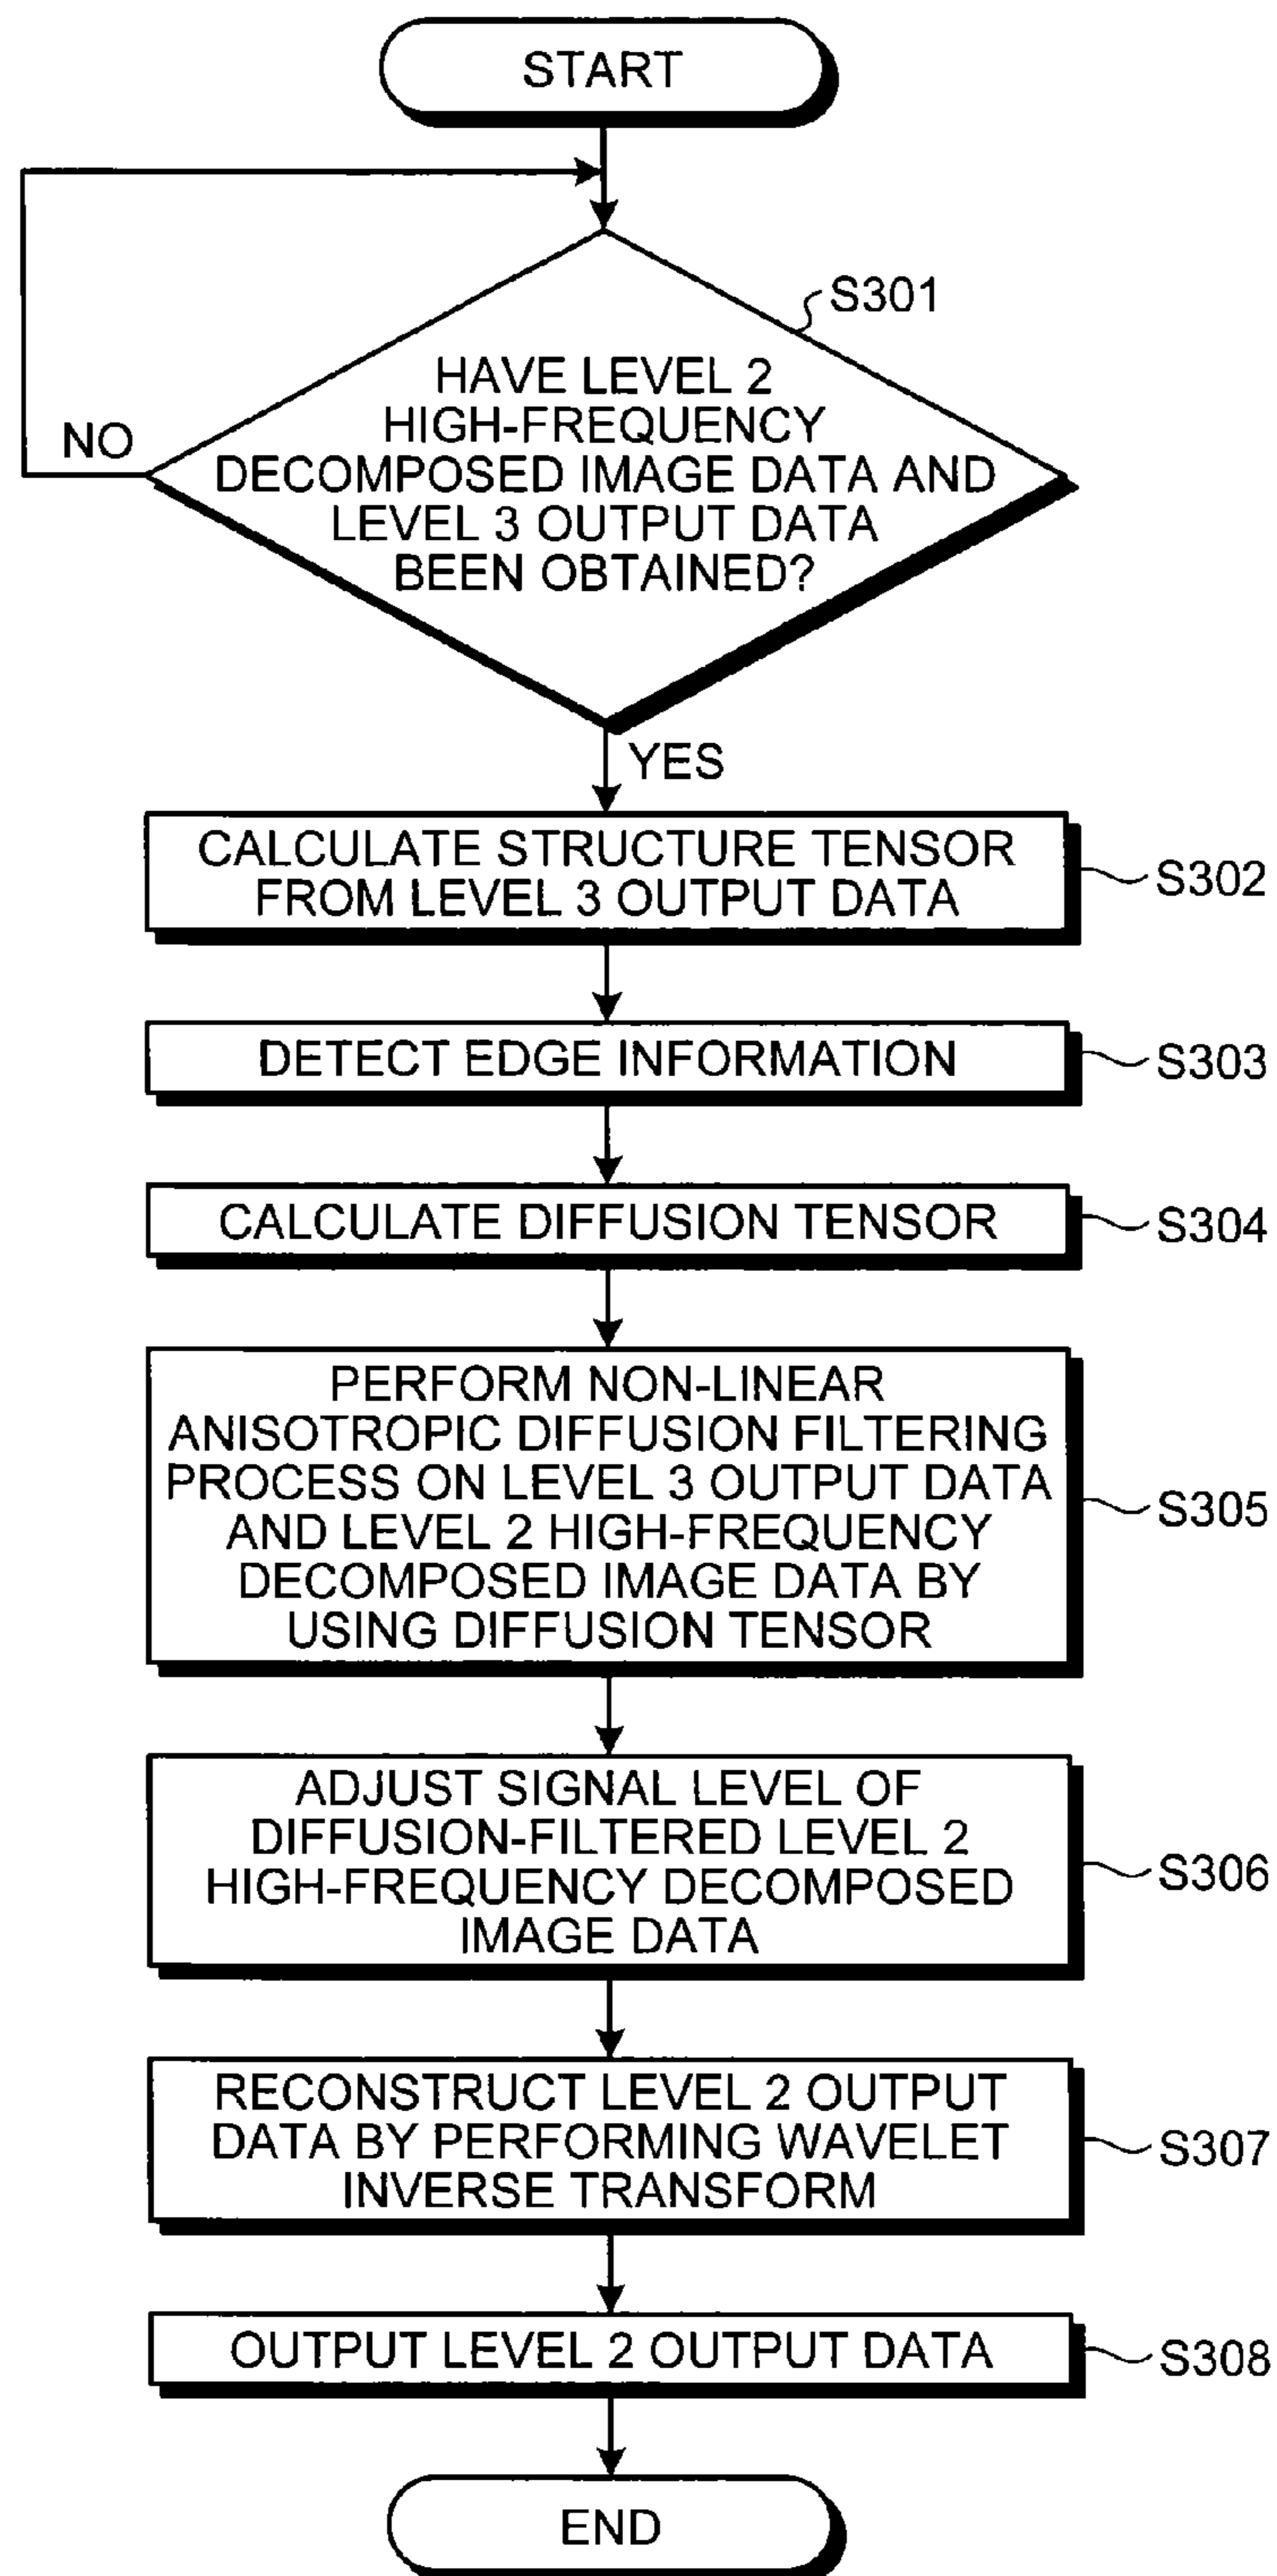 START
S301
HAVE LEVEL 2
HIGH-FREQUENCY
DECOMPOSED IMAGE DATA AND
LEVEL 3 OUTPUT DATA
BEEN OBTAINED?
NO
YES
CALCULATE STRUCTURE TENSOR
FROM LEVEL 3 OUTPUT DATA
S302
DETECT EDGE INFORMATION
S303
CALCULATE DIFFUSION TENSOR
S304
PERFORM NON-LINEAR
ANISOTROPIC DIFFUSION FILTERING
PROCESS ON LEVEL 3 OUTPUT DATA
AND LEVEL 2 HIGH-FREQUENCY
DECOMPOSED IMAGE DATA BY
USING DIFFUSION TENSOR
S305
ADJUST SIGNAL LEVEL OF
DIFFUSION-FILTERED LEVEL 2
HIGH-FREQUENCY DECOMPOSED
IMAGE DATA
S306
RECONSTRUCT LEVEL 2 OUTPUT
DATA BY PERFORMING WAVELET
INVERSE TRANSFORM
S307
OUTPUT LEVEL 2 OUTPUT DATA
S308
END